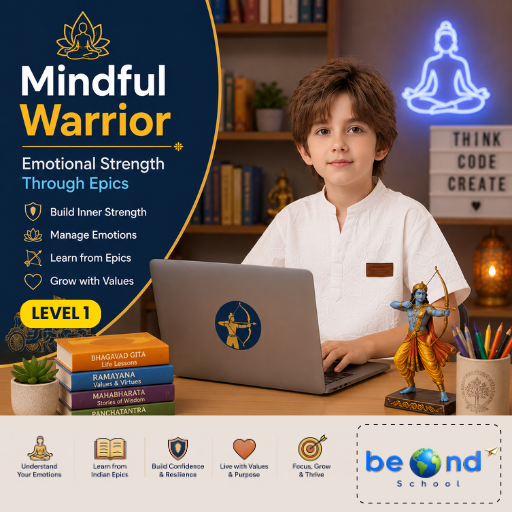 Mindful
Warrior
Emotional Strength
Through Epics
Build Inner Strength
Manage Emotions
Learn from Epics
Grow with Values
LEVEL 1
THINK
CODE
CREATE
BHAGAVAD GITA
Life Lessons
RAMAYANA
Values & Virtues
MAHABHARATA
Stories of Wisdom
PANCHATANTRA
Understand
Your Emotions
Learn from
Indian Epics
Build Confidence
& Resilience
Live with Values
& Purpose
Focus, Grow
& Thrive
beyond
School